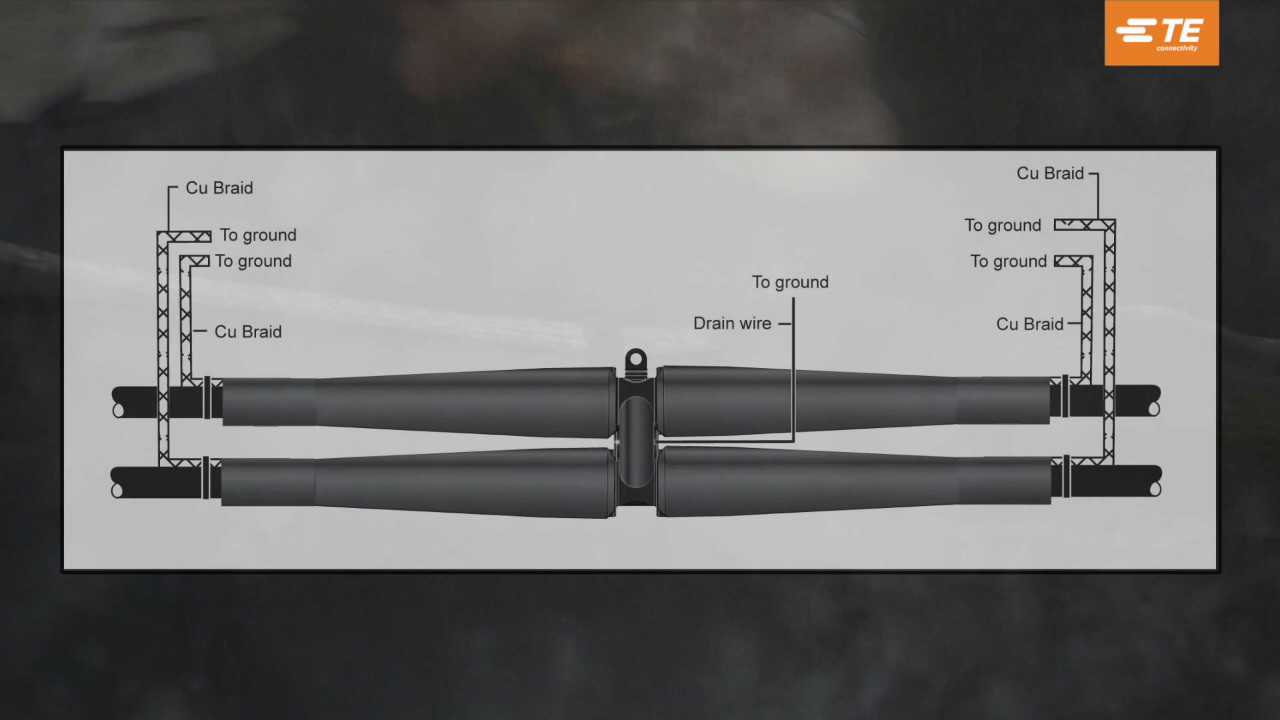 TE
connectivity
Cu Braid
Cu Braid
To ground
To ground
To ground
To ground
To ground
Drain wire
Cu Braid
Cu Braid